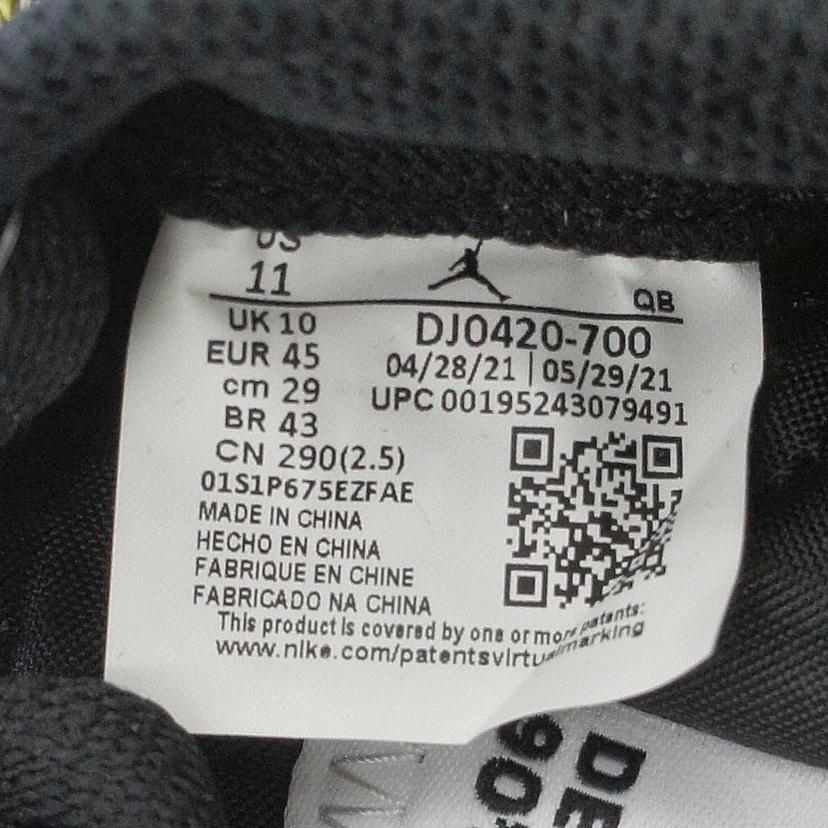 US
11
QB
UK 10
DJ0420-700
EUR 45
04/28/21 | 05/29/21
cm 29
UPC 00195243079491
BR 43
CN 290(2.5)
01S1P675EZFAE
MADE IN CHINA
HECHO EN CHINA
FABRIQUE EN CHINE
FABRICADO NA CHINA
This product is covered by one or more patents:
www.nike.com/patentsvirtualmarking